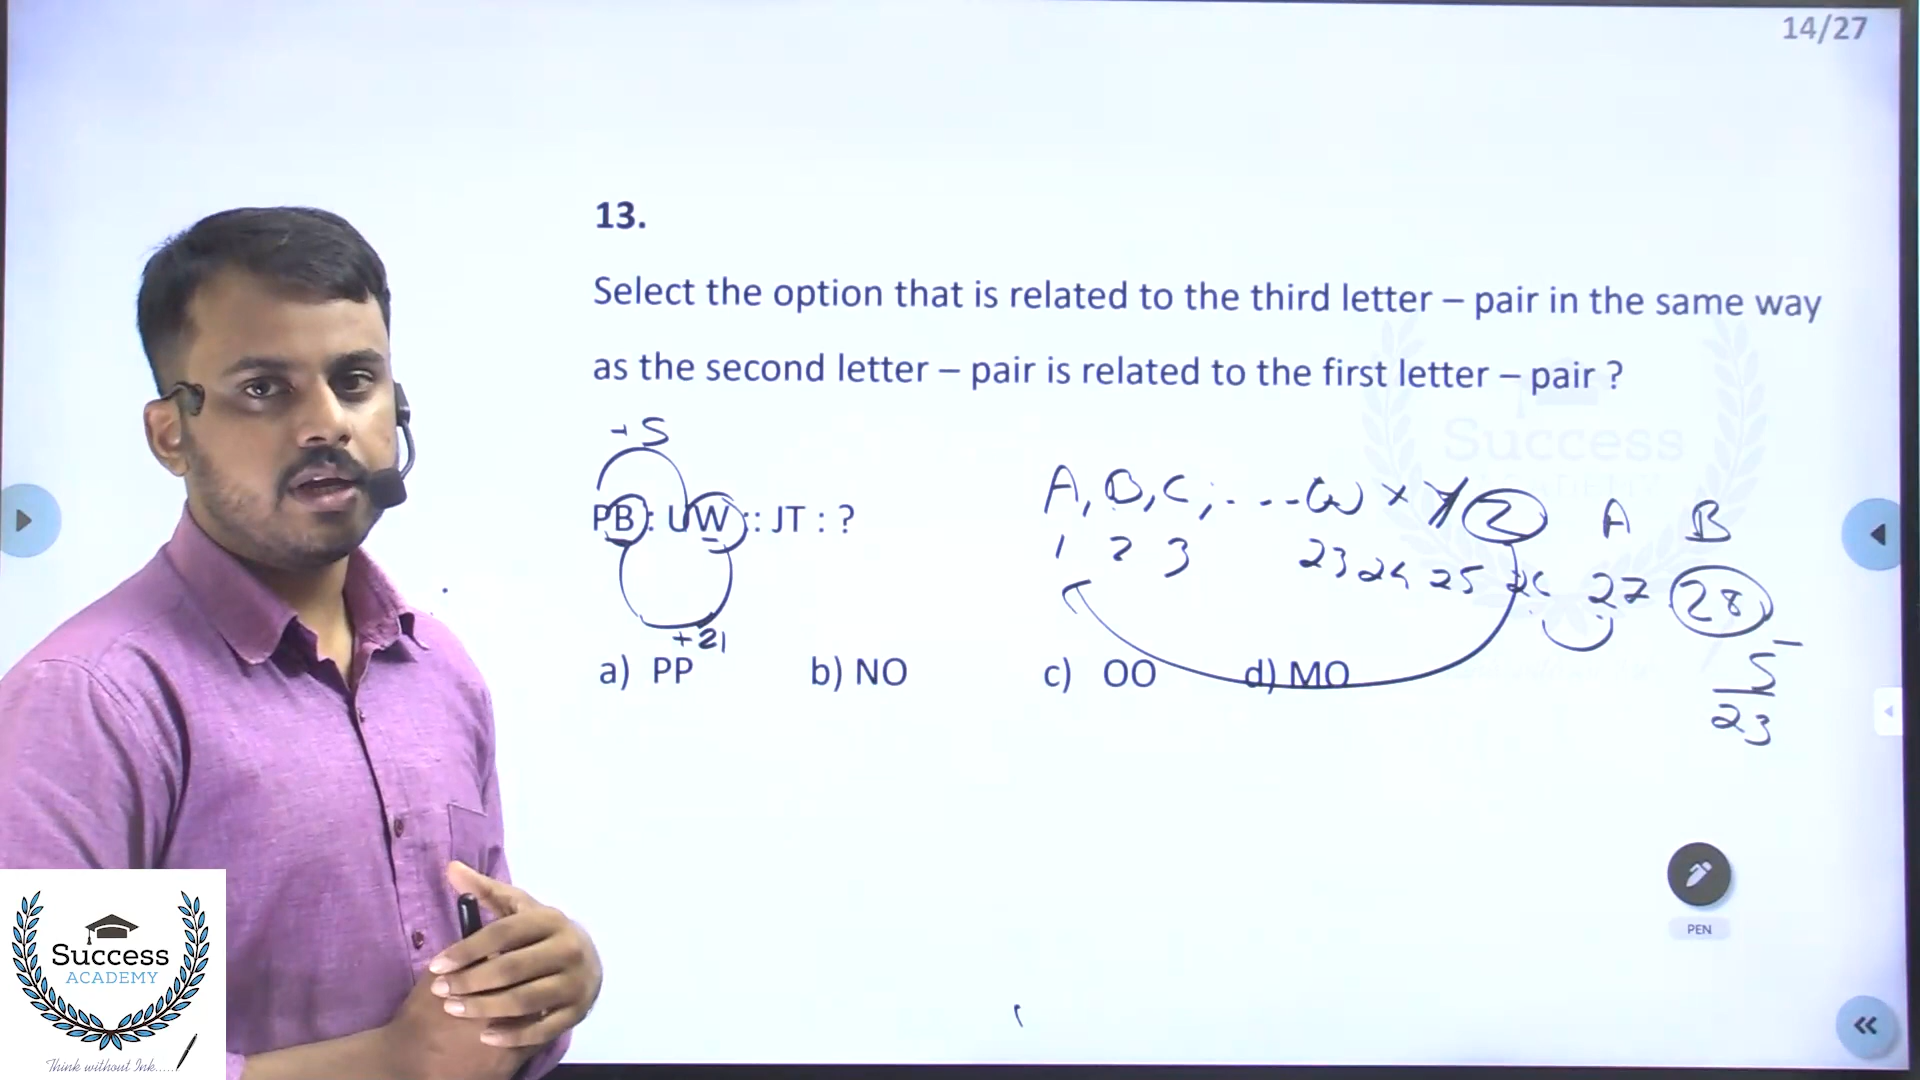 14/27
13.
Select the option that is related to the third letter – pair in the same way
as the second letter – pair is related to the first letter – pair ?
Success
+5
A, B, C, ... W X Y Z A B
PB : UW :: JT : ?
1 2 3 23 24 25 26 27 28
+21
- 5
a) PP b) NO c) OO d) MO
23
PEN
Success
ACADEMY
Think without Ink.....